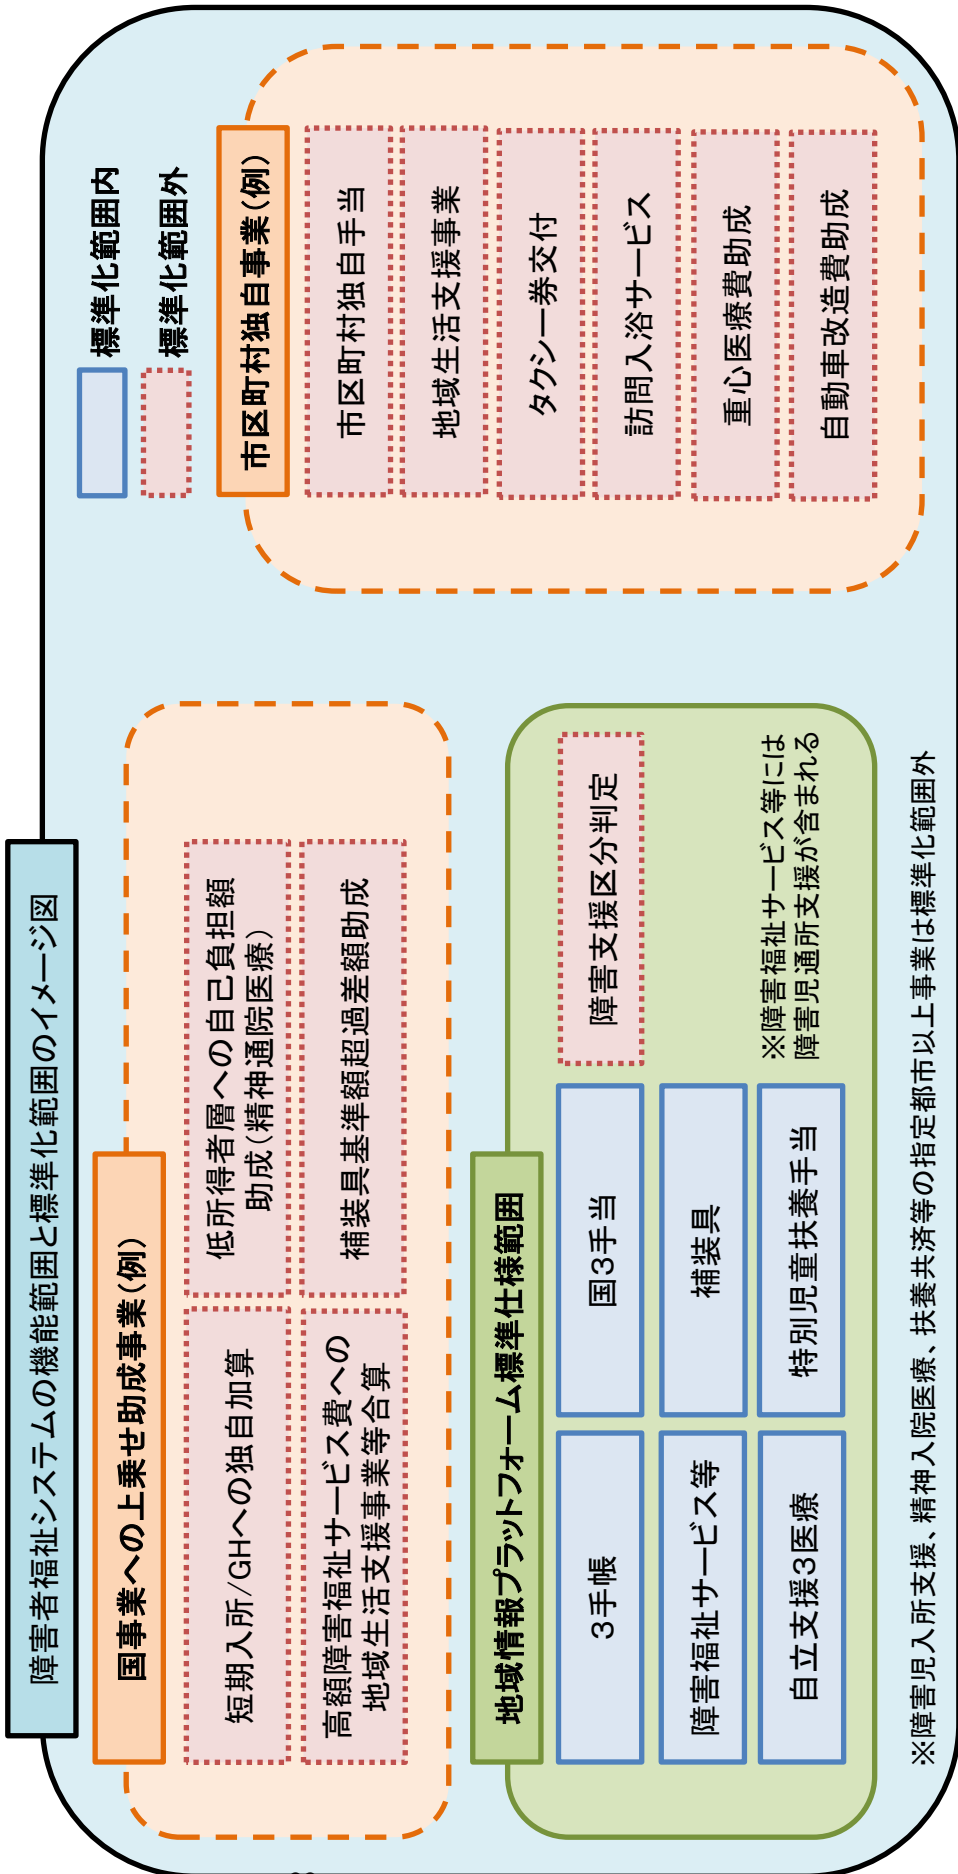 障害者福祉システムの機能範囲と標準化範囲のイメージ図
標準化範囲内
標準化範囲外
国事業への上乗せ助成事業(例)
短期入所/GHへの独自加算
低所得者層への自己負担額
助成(精神通院医療)
高額障害福祉サービス費への
地域生活支援事業等合算
補装具基準額超過差額助成
地域情報プラットフォーム標準仕様範囲
3手帳
国3手当
障害支援区分判定
障害福祉サービス等
補装具
自立支援3医療
特別児童扶養手当
※障害福祉サービス等には
障害児通所支援が含まれる
市区町村独自事業(例)
市区町村独自手当
地域生活支援事業
タクシー券交付
訪問入浴サービス
重心医療費助成
自動車改造費助成
※障害児入所支援、精神入院医療、扶養共済等の指定都市以上事業は標準化範囲外